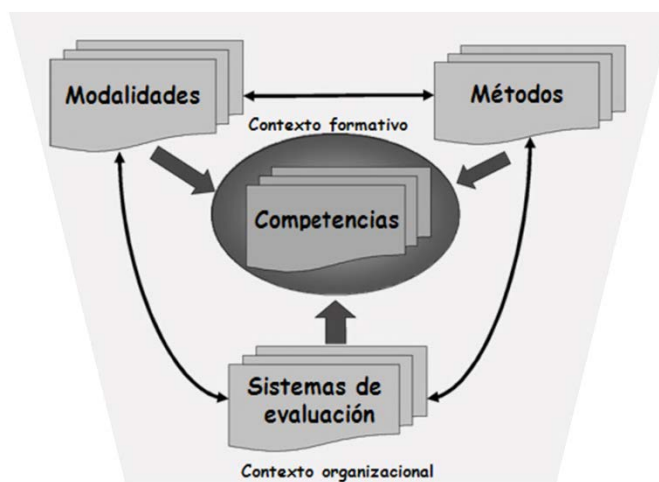 Modalidades
Métodos
Contexto formativo
Competencias
Sistemas de
evaluación
Contexto organizacional